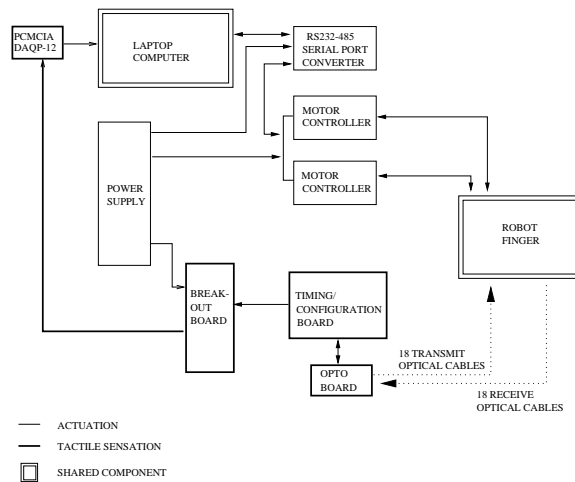 PCMCIA
DAQP-12
LAPTOP
COMPUTER
RS232-485
SERIAL PORT
CONVERTER
MOTOR
CONTROLLER
MOTOR
CONTROLLER
POWER
SUPPLY
ROBOT
FINGER
BREAK-
OUT
BOARD
TIMING/
CONFIGURATION
BOARD
OPTO
BOARD
18 TRANSMIT
OPTICAL CABLES
18 RECEIVE
OPTICAL CABLES
ACTUATION
TACTILE SENSATION
SHARED COMPONENT